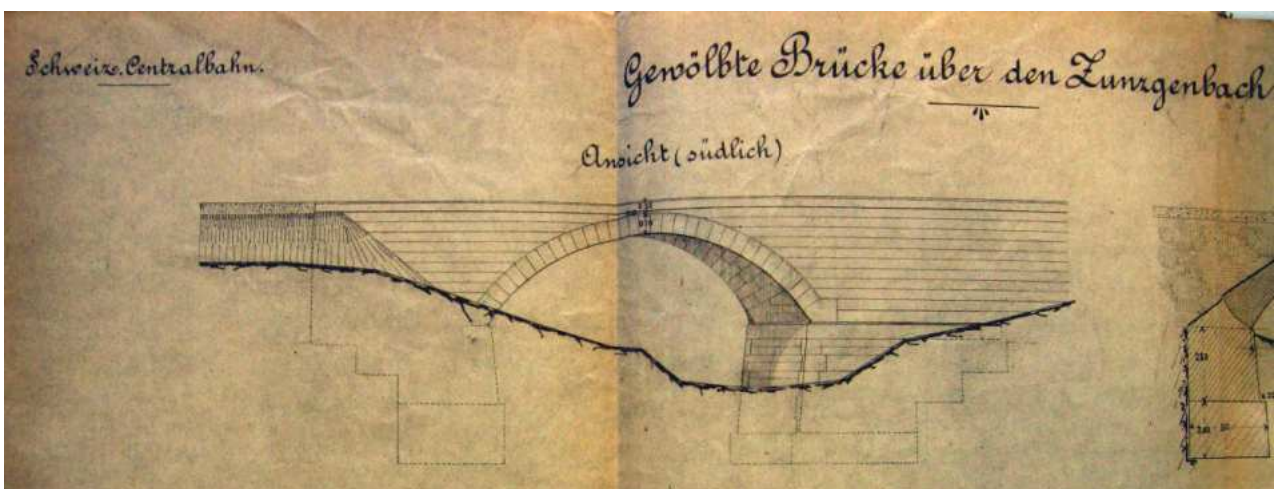 Schweiz. Centralbahn.
Gewölbte Brücke über den Zunzgenbach
Ansicht (südlich)